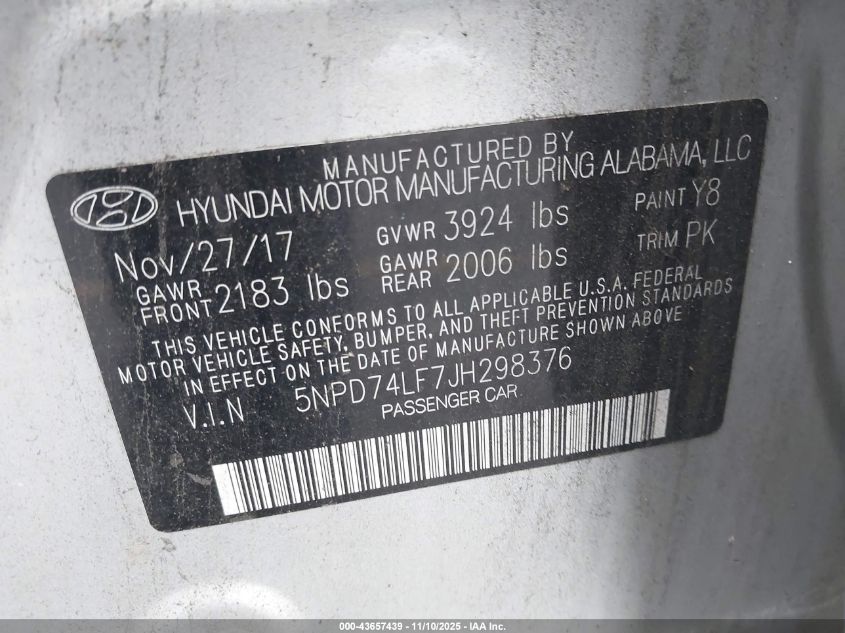 MANUFACTURED BY
HYUNDAI MOTOR MANUFACTURING ALABAMA, LLC
Nov/27/17 GVWR 3924 lbs PAINT Y8
GAWR FRONT 2183 lbs GAWR REAR 2006 lbs TRIM PK
THIS VEHICLE CONFORMS TO ALL APPLICABLE U.S.A. FEDERAL
MOTOR VEHICLE SAFETY, BUMPER, AND THEFT PREVENTION STANDARDS
IN EFFECT ON THE DATE OF MANUFACTURE SHOWN ABOVE
V.I.N 5NPD74LF7JH298376
PASSENGER CAR
000-43657439 - 11/10/2025 - IAA Inc.